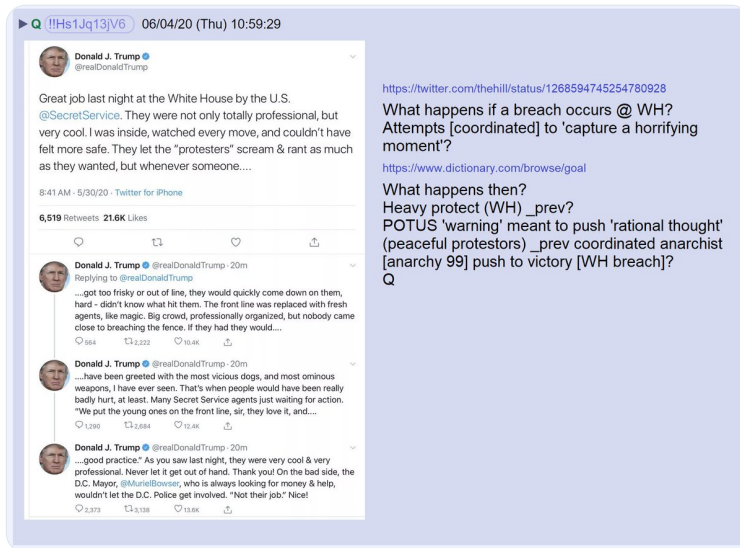 Q !!Hs1Jq13jV6 06/04/20 (Thu) 10:59:29
Donald J. Trump
@realDonaldTrump
Great job last night at the White House by the U.S.
@SecretService. They were not only totally professional, but
very cool. I was inside, watched every move, and couldn't have
felt more safe. They let the "protesters" scream & rant as much
as they wanted, but whenever someone....
8:41 AM · 5/30/20 · Twitter for iPhone
6,519 Retweets 21.6K Likes
Donald J. Trump @realDonaldTrump · 20m
Replying to @realDonaldTrump
....got too frisky or out of line, they would quickly come down on them,
hard - didn't know what hit them. The front line was replaced with fresh
agents, like magic. Big crowd, professionally organized, but nobody came
close to breaching the fence. If they had they would....
564 2,222 10.4K
Donald J. Trump @realDonaldTrump · 20m
....have been greeted with the most vicious dogs, and most ominous
weapons, I have ever seen. That's when people would have been really
badly hurt, at least. Many Secret Service agents just waiting for action.
"We put the young ones on the front line, sir, they love it, and....
1,290 2,684 12.4K
Donald J. Trump @realDonaldTrump · 20m
....good practice." As you saw last night, they were very cool & very
professional. Never let it get out of hand. Thank you! On the bad side, the
D.C. Mayor, @MurielBowser, who is always looking for money & help,
wouldn't let the D.C. Police get involved. "Not their job." Nice!
2,373 3,138 13.6K
https://twitter.com/thehill/status/1268594745254780928
What happens if a breach occurs @ WH?
Attempts [coordinated] to 'capture a horrifying
moment'?
https://www.dictionary.com/browse/goal
What happens then?
Heavy protect (WH) _prev?
POTUS 'warning' meant to push 'rational thought'
(peaceful protestors) _prev coordinated anarchist
[anarchy 99] push to victory [WH breach]?
Q